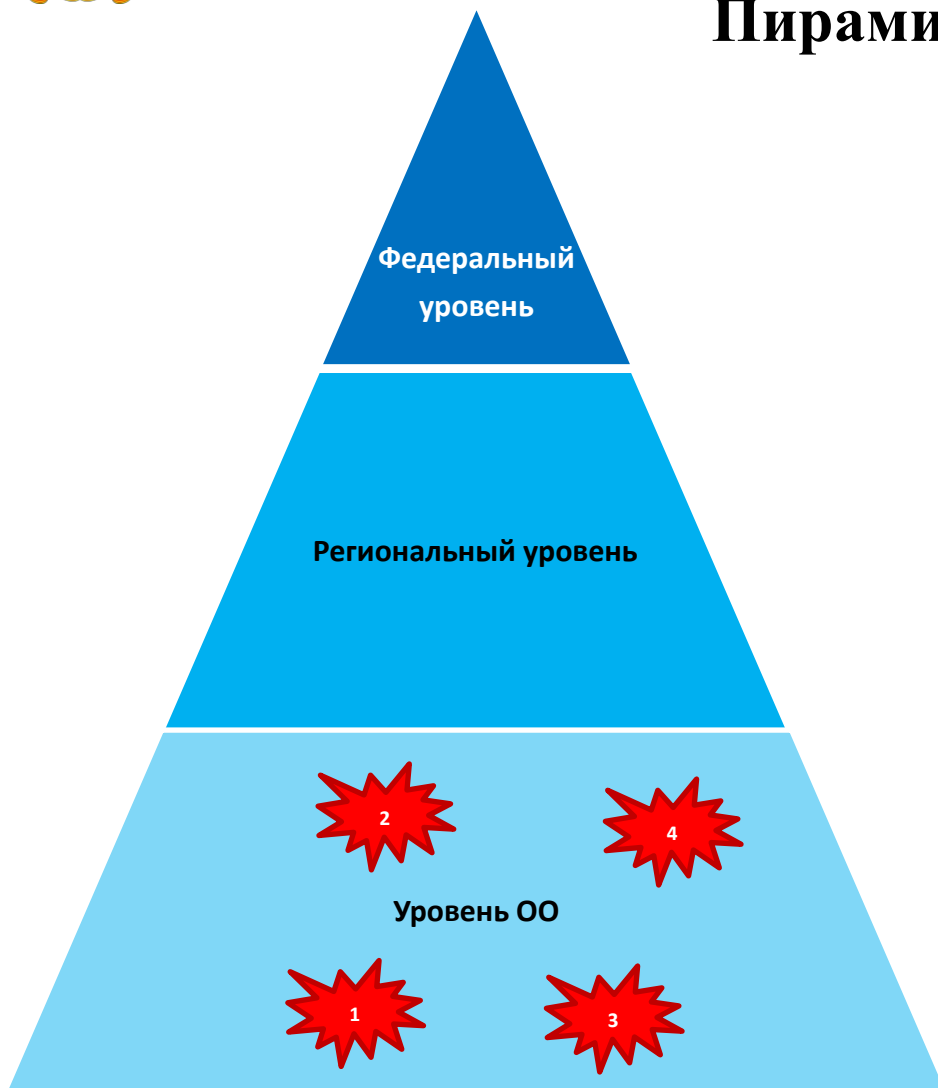 Пирами
Федеральный
уровень
Региональный уровень
2
4
Уровень ОО
1
3